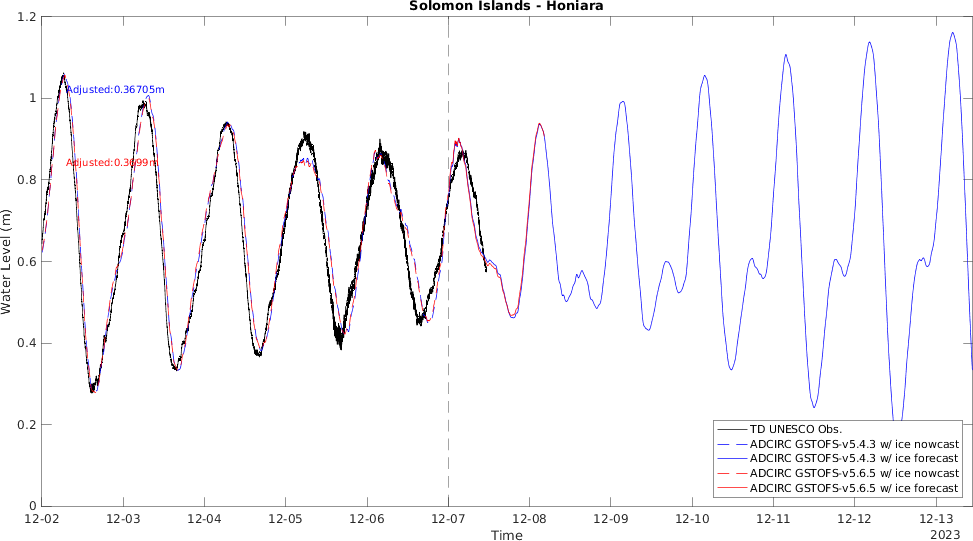 Solomon Islands - Honiara
1.2
1
0.8
0.6
0.4
0.2
0
Water Level (m)
Adjusted:0.36705m
Adjusted:0.3699m
TD UNESCO Obs.
ADCIRC GSTOFS-v5.4.3 w/ ice nowcast
ADCIRC GSTOFS-v5.4.3 w/ ice forecast
ADCIRC GSTOFS-v5.6.5 w/ ice nowcast
ADCIRC GSTOFS-v5.6.5 w/ ice forecast
12-02 12-03 12-04 12-05 12-06 12-07 12-08 12-09 12-10 12-11 12-12 12-13
Time
2023